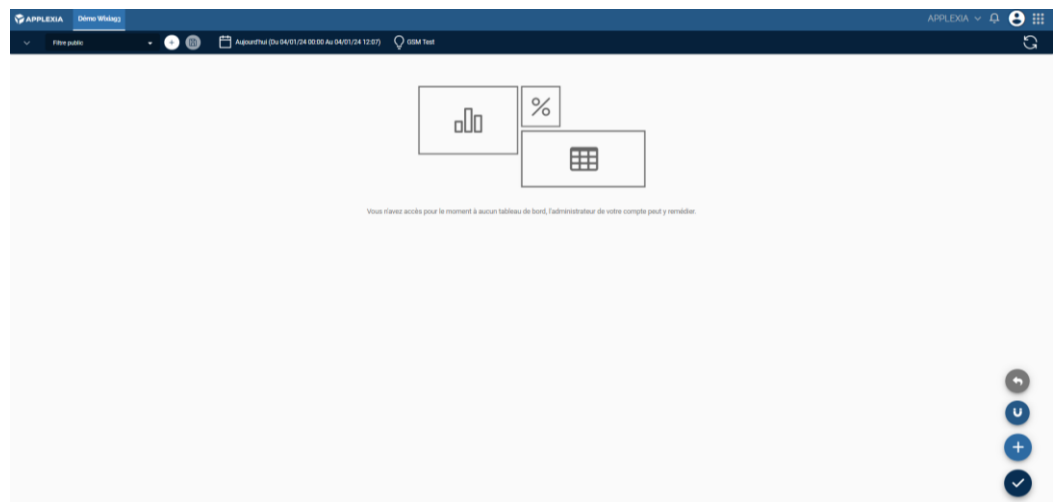 APPLEXIA Démo Wixlog3 APPLEXIA
Filtre public Aujourd'hui (Du 04/01/24 00:00 Au 04/01/24 12:07) GSM Test
%
Vous n'avez accès pour le moment à aucun tableau de bord, l'administrateur de votre compte peut y remédier.